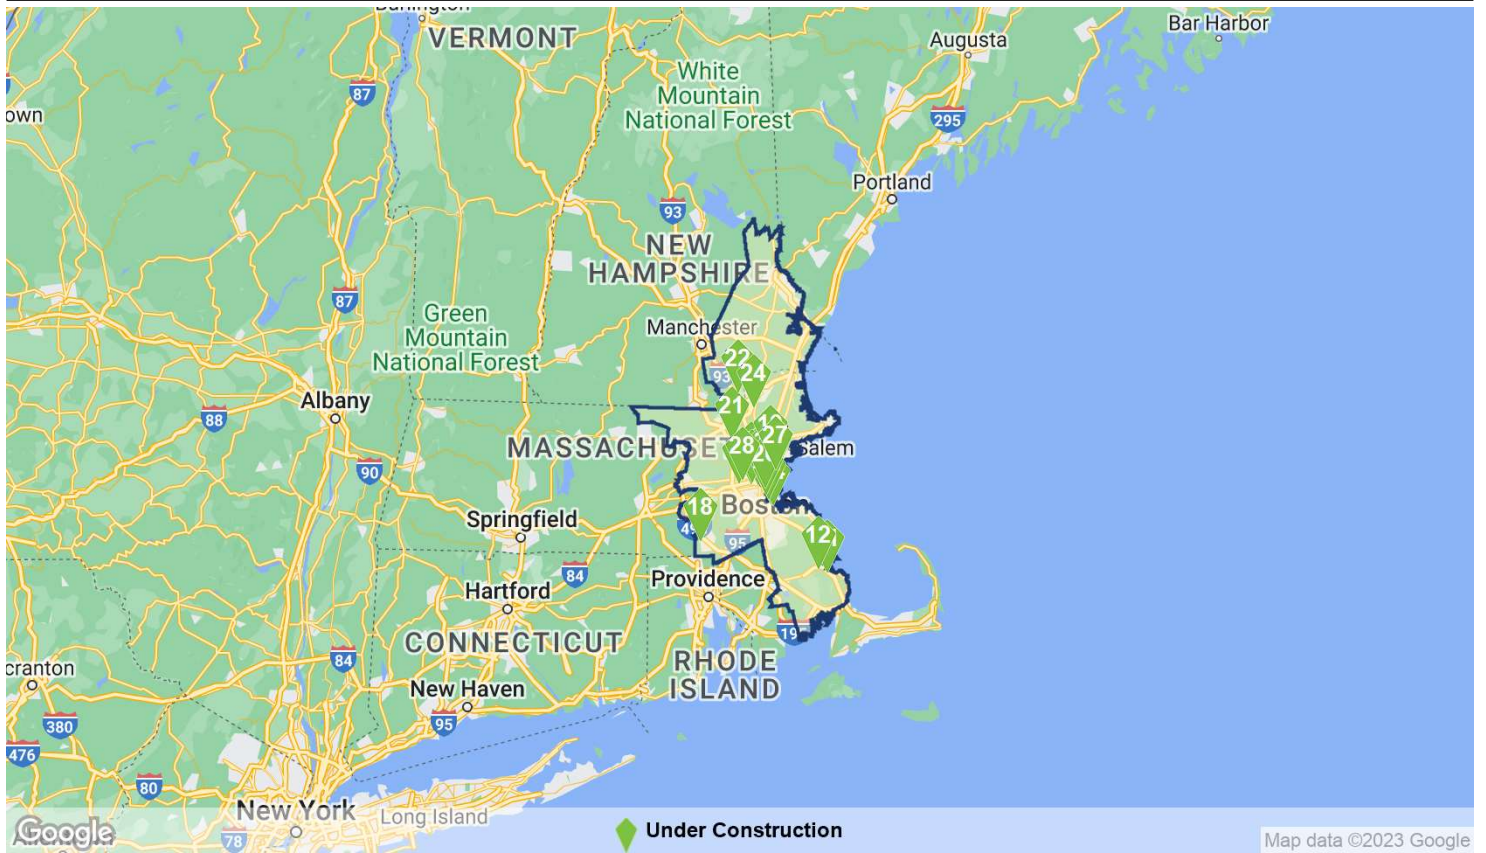 Burlington
Bar Harbor
VERMONT
Augusta
White
Mountain
National Forest
87
295
own
Portland
93
NEW
HAMPSHIRE
87
Green
Mountain
National Forest
Manchester
22
93
24
Albany
21
88
27
MASSACHUSET
28
Salem
90
18
Boston
Springfield
12
95
84
Providence
Hartford
CONNECTICUT
84
RHODE
ISLAND
cranton
New Haven
95
380
476
80
New York
Long Island
Google
78
Under Construction
Map data ©2023 Google